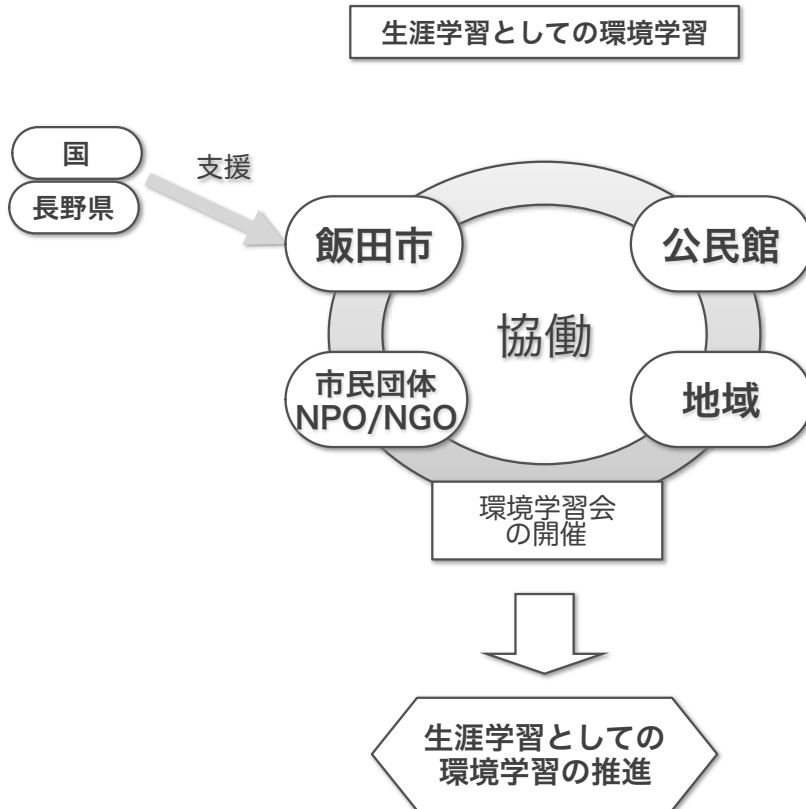 生涯学習としての環境学習
国
支援
長野県
飯田市
公民館
協働
市民団体
NPO/NGO
地域
環境学習会
の開催
生涯学習としての
環境学習の推進